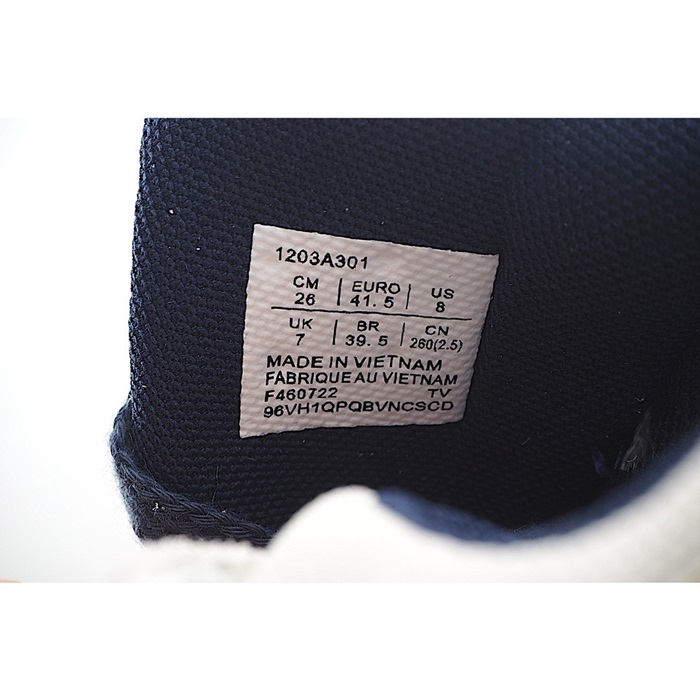 1203A301
CM EURO US
26 41.5 8
UK BR CN
7 39.5 260(2.5)
MADE IN VIETNAM
FABRIQUE AU VIETNAM
F460722 TV
96VH1QPQBVNCSCD